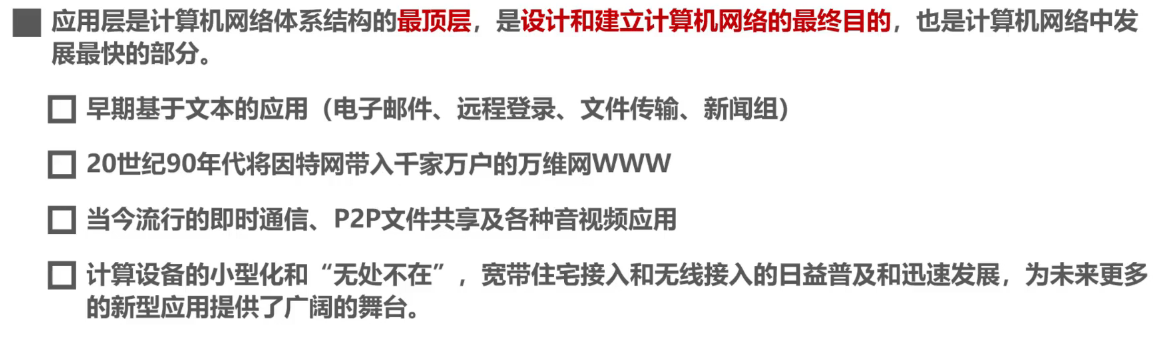 应用层是计算机网络体系结构的最顶层，是设计和建立计算机网络的最终目的，也是计算机网络中发
展最快的部分。
早期基于文本的应用（电子邮件、远程登录、文件传输、新闻组）
20世纪90年代将因特网带入千家万户的万维网WWW
当今流行的即时通信、P2P文件共享及各种音视频应用
计算设备的小型化和“无处不在”，宽带住宅接入和无线接入的日益普及和迅速发展，为未来更多
的新型应用提供了广阔的舞台。